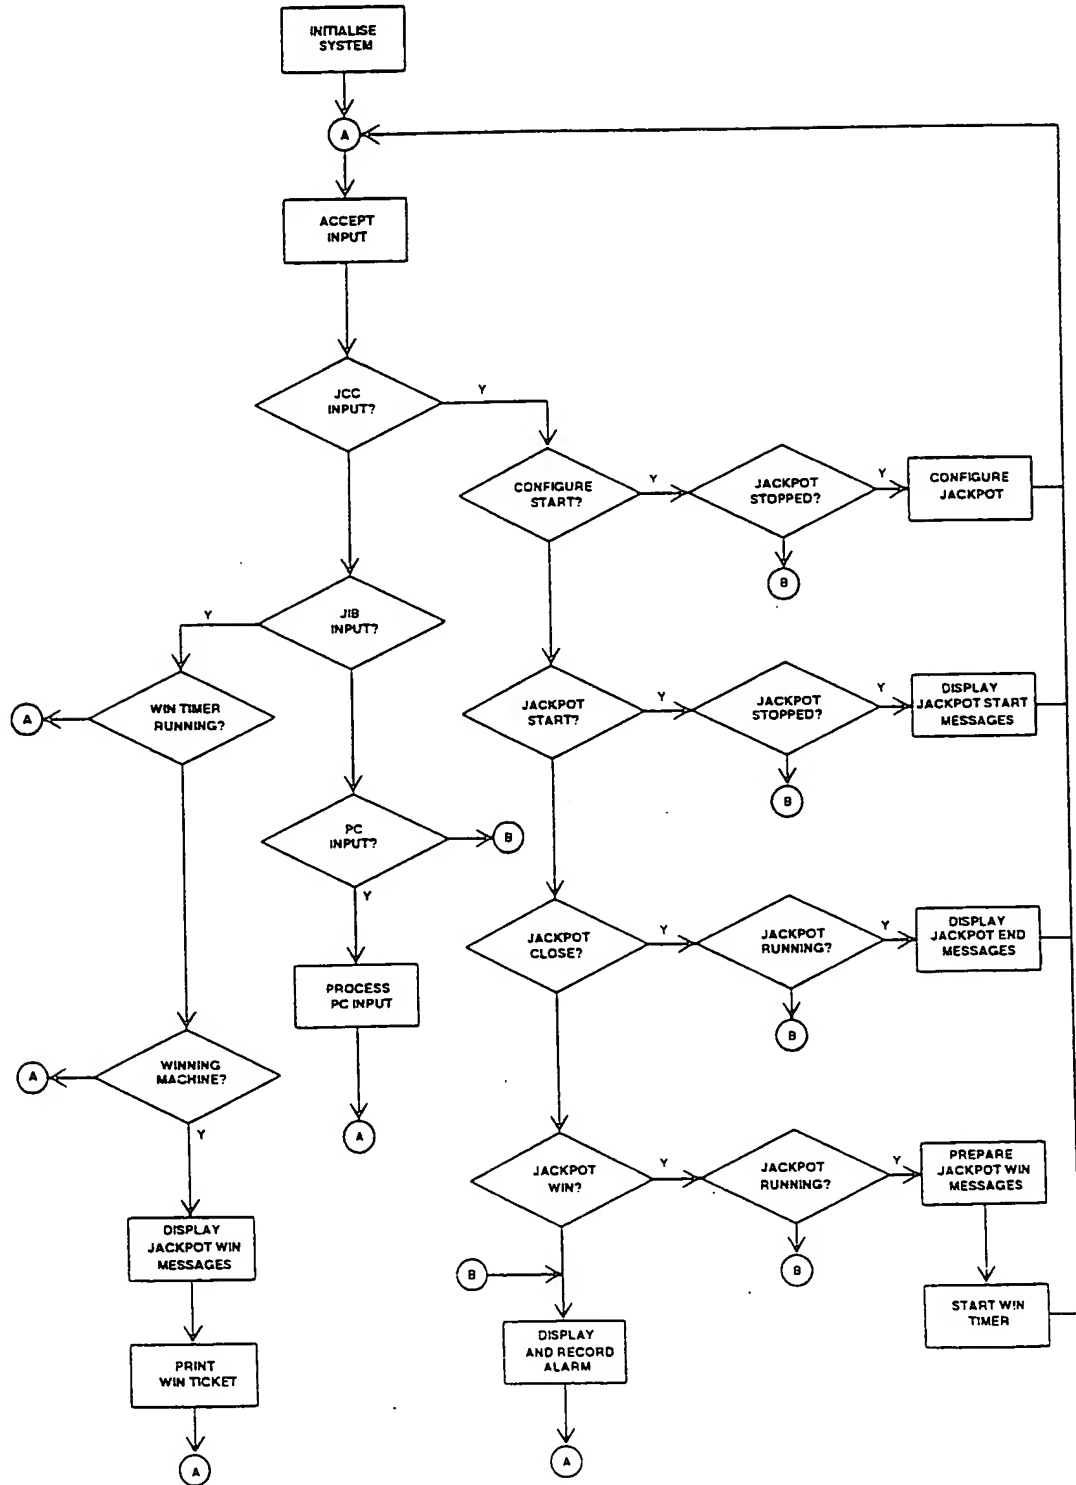 INITIALISE
SYSTEM
A
ACCEPT
INPUT
JCC
INPUT?
Y
CONFIGURE
START?
Y
JACKPOT
STOPPED?
Y
CONFIGURE
JACKPOT
B
JIB
INPUT?
Y
WIN TIMER
RUNNING?
A
JACKPOT
START?
Y
JACKPOT
STOPPED?
Y
DISPLAY
JACKPOT START
MESSAGES
B
PC
INPUT?
B
Y
PROCESS
PC INPUT
A
JACKPOT
CLOSE?
Y
JACKPOT
RUNNING?
Y
DISPLAY
JACKPOT END
MESSAGES
B
WINNING
MACHINE?
A
Y
DISPLAY
JACKPOT WIN
MESSAGES
PRINT
WIN TICKET
A
JACKPOT
WIN?
Y
JACKPOT
RUNNING?
Y
PREPARE
JACKPOT WIN
MESSAGES
B
START WIN
TIMER
B
DISPLAY
AND RECORD
ALARM
A